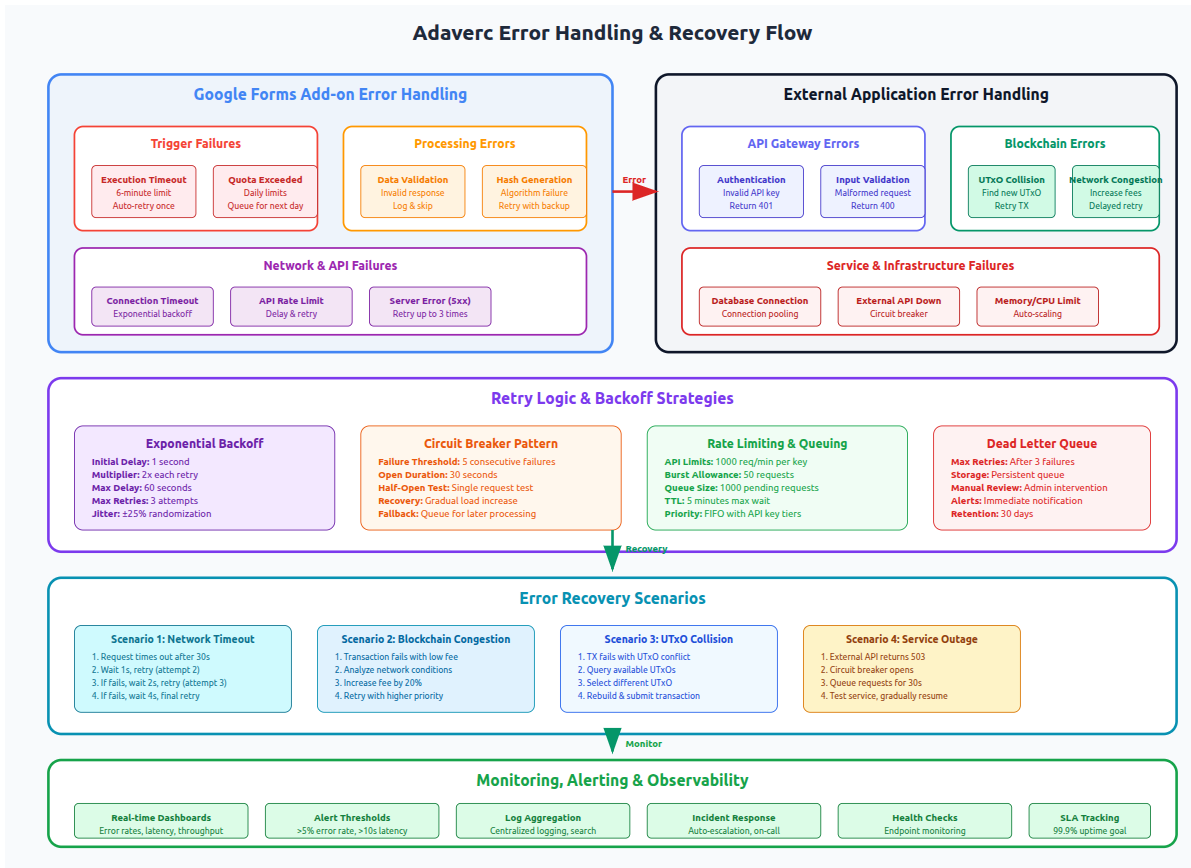 Adaverc Error Handling & Recovery Flow
Google Forms Add-on Error Handling
Trigger Failures
Execution Timeout
6-minute limit
Auto-retry once
Quota Exceeded
Daily limits
Queue for next day
Processing Errors
Data Validation
Invalid response
Log & skip
Hash Generation
Algorithm failure
Retry with backup
Network & API Failures
Connection Timeout
Exponential backoff
API Rate Limit
Delay & retry
Server Error (5xx)
Retry up to 3 times
Error
External Application Error Handling
API Gateway Errors
Authentication
Invalid API key
Return 401
Input Validation
Malformed request
Return 400
Blockchain Errors
UTxO Collision
Find new UTxO
Retry TX
Network Congestion
Increase fees
Delayed retry
Service & Infrastructure Failures
Database Connection
Connection pooling
External API Down
Circuit breaker
Memory/CPU Limit
Auto-scaling
Retry Logic & Backoff Strategies
Exponential Backoff
Initial Delay: 1 second
Multiplier: 2x each retry
Max Delay: 60 seconds
Max Retries: 3 attempts
Jitter: ±25% randomization
Circuit Breaker Pattern
Failure Threshold: 5 consecutive failures
Open Duration: 30 seconds
Half-Open Test: Single request test
Recovery: Gradual load increase
Fallback: Queue for later processing
Rate Limiting & Queuing
API Limits: 1000 req/min per key
Burst Allowance: 50 requests
Queue Size: 1000 pending requests
TTL: 5 minutes max wait
Priority: FIFO with API key tiers
Dead Letter Queue
Max Retries: After 3 failures
Storage: Persistent queue
Manual Review: Admin intervention
Alerts: Immediate notification
Retention: 30 days
Recovery
Error Recovery Scenarios
Scenario 1: Network Timeout
1. Request times out after 30s
2. Wait 1s, retry (attempt 2)
3. If fails, wait 2s, retry (attempt 3)
4. If fails, wait 4s, final retry
Scenario 2: Blockchain Congestion
1. Transaction fails with low fee
2. Analyze network conditions
3. Increase fee by 20%
4. Retry with higher priority
Scenario 3: UTxO Collision
1. TX fails with UTxO conflict
2. Query available UTxOs
3. Select different UTxO
4. Rebuild & submit transaction
Scenario 4: Service Outage
1. External API returns 503
2. Circuit breaker opens
3. Queue requests for 30s
4. Test service, gradually resume
Monitor
Monitoring, Alerting & Observability
Real-time Dashboards
Error rates, latency, throughput
Alert Thresholds
>5% error rate, >10s latency
Log Aggregation
Centralized logging, search
Incident Response
Auto-escalation, on-call
Health Checks
Endpoint monitoring
SLA Tracking
99.9% uptime goal